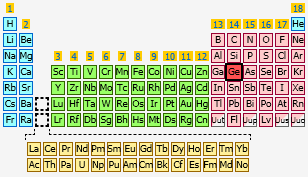 1 18
2 13 14 15 16 17
H He
Li Be B C N O F Ne
Na Mg 3 4 5 6 7 8 9 10 11 12 Al Si P S Cl Ar
K Ca Sc Ti V Cr Mn Fe Co Ni Cu Zn Ga Ge As Se Br Kr
Rb Sr Y Zr Nb Mo Tc Ru Rh Pd Ag Cd In Sn Sb Te I Xe
Cs Ba Lu Hf Ta W Re Os Ir Pt Au Hg Tl Pb Bi Po At Rn
Fr Ra Lr Rf Db Sg Bh Hs Mt Ds Rg Cn Fl Lv
La Ce Pr Nd Pm Sm Eu Gd Tb Dy Ho Er Tm Yb
Ac Th Pa U Np Pu Am Cm Bk Cf Es Fm Md No